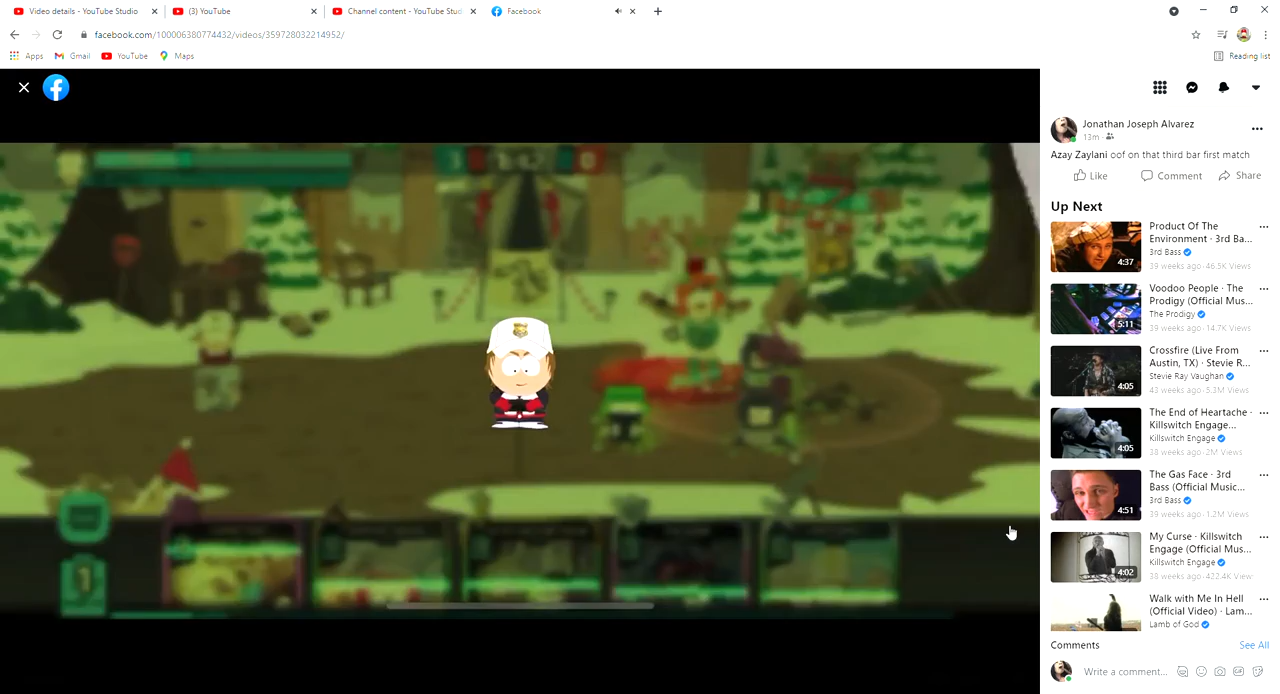 Video details - YouTube Studio
(3) YouTube
Channel content - YouTube Stud
Facebook
facebook.com/100006380774432/videos/359728032214952/
Apps
Gmail
YouTube
Maps
Reading list
Jonathan Joseph Alvarez
13m ·
Azay Zaylani oof on that third bar first match
Like
Comment
Share
Up Next
Product Of The
Environment · 3rd Ba...
3rd Bass
39 weeks ago · 46.5K Views
4:37
Voodoo People · The
Prodigy (Official Mus...
The Prodigy
39 weeks ago · 14.7K Views
5:11
Crossfire (Live From
Austin, TX) · Stevie R...
Stevie Ray Vaughan
43 weeks ago · 5.3M Views
4:05
The End of Heartache ·
Killswitch Engage...
Killswitch Engage
38 weeks ago · 2M Views
4:05
The Gas Face · 3rd
Bass (Official Music...
3rd Bass
39 weeks ago · 1.2M Views
4:51
My Curse · Killswitch
Engage (Official Mus...
Killswitch Engage
38 weeks ago · 422.4K View
4:02
Walk with Me In Hell
(Official Video) · Lam...
Lamb of God
Comments
See All
Write a comment...